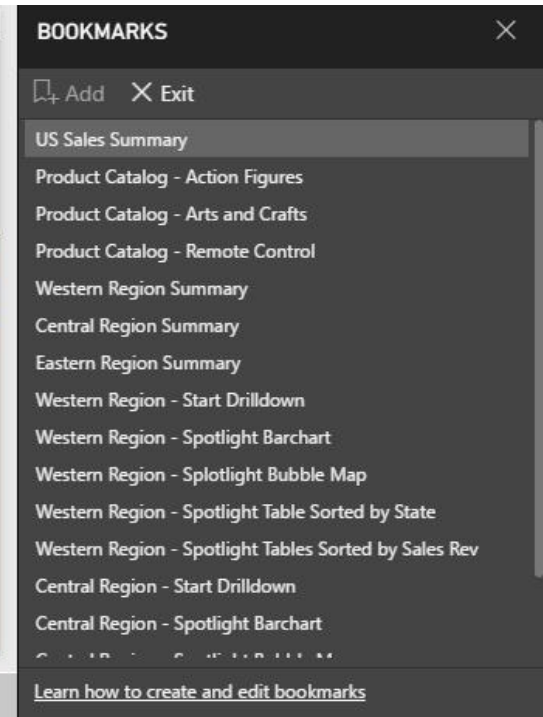 BOOKMARKS
Add Exit
US Sales Summary
Product Catalog - Action Figures
Product Catalog - Arts and Crafts
Product Catalog - Remote Control
Western Region Summary
Central Region Summary
Eastern Region Summary
Western Region - Start Drilldown
Western Region - Spotlight Barchart
Western Region - Splotlight Bubble Map
Western Region - Spotlight Table Sorted by State
Western Region - Spotlight Tables Sorted by Sales Rev
Central Region - Start Drilldown
Central Region - Spotlight Barchart
Learn how to create and edit bookmarks